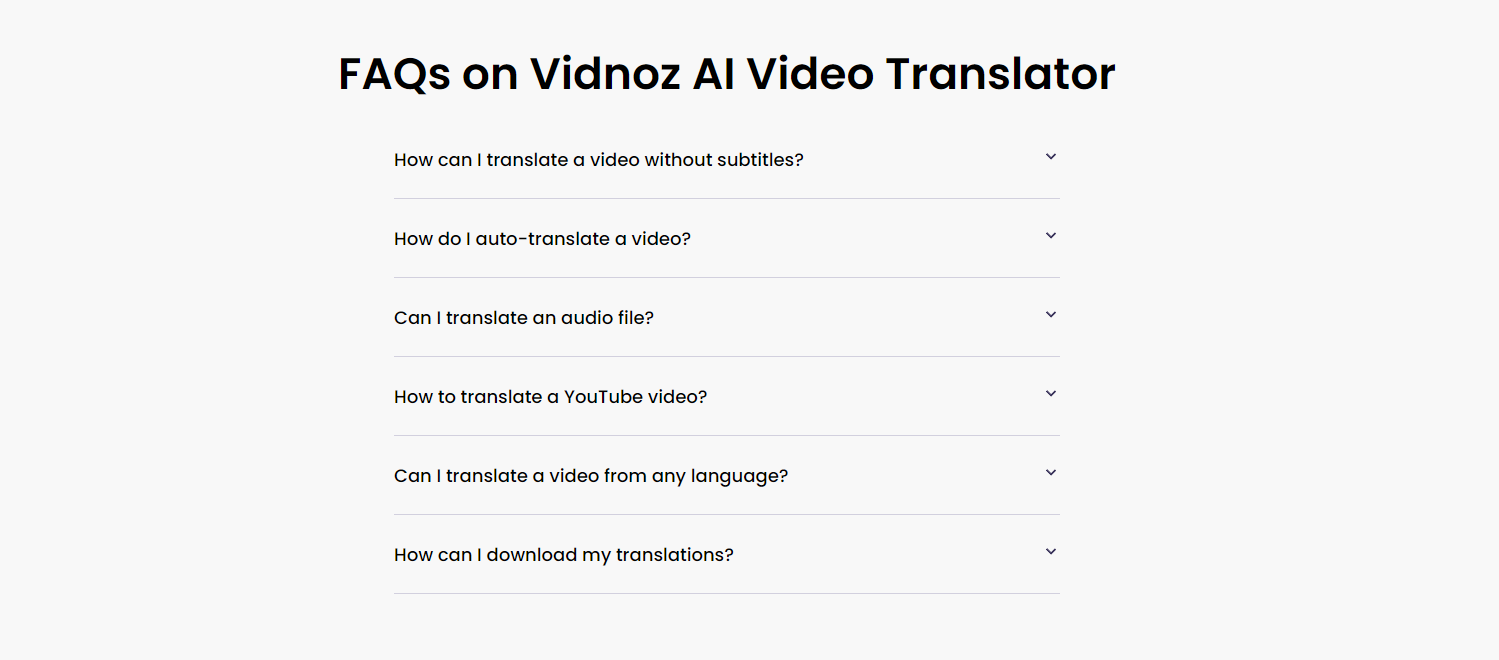 FAQs on Vidnoz AI Video Translator
How can I translate a video without subtitles?
How do I auto-translate a video?
Can I translate an audio file?
How to translate a YouTube video?
Can I translate a video from any language?
How can I download my translations?